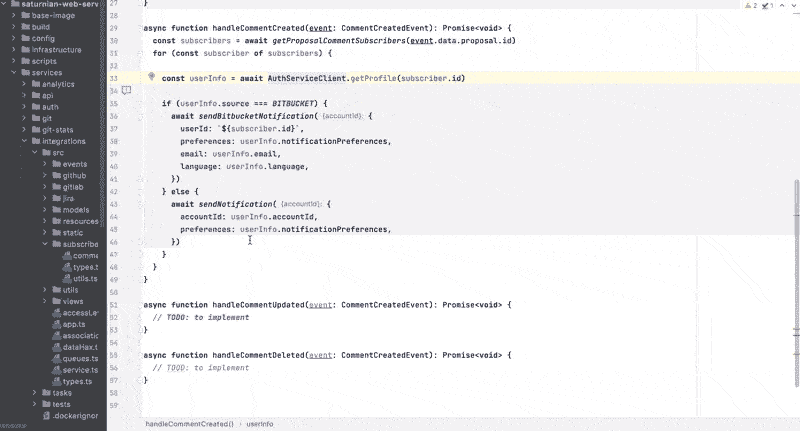 saturnian-web-serv
base-image
build
config
infrastructure
scripts
services
analytics
api
auth
git
git-stats
integrations
src
events
github
gitlab
jira
models
resources
static
subscribe
comme
types.t
utils.ts
utils
views
accessLe
app.ts
associatio
dataHax.t
queues.ts
service.ts
types.ts
tasks
tests
.dockerignor
2 1
27 }
28
29 async function handleCommentCreated(event: CommentCreatedEvent): Promise<void> {
30 const subscribers = await getProposalCommentSubscribers(event.data.proposal.id)
31 for (const subscriber of subscribers) {
32
33 const userInfo = await AuthServiceClient.getProfile(subscriber.id)
34
35 if (userInfo.source === BITBUCKET) {
36 await sendBitbucketNotification( {accountId}: {
37 userId: `${subscriber.id}`,
38 preferences: userInfo.notificationPreferences,
39 email: userInfo.email,
40 language: userInfo.language,
41 })
42 } else {
43 await sendNotification( {accountId}: {
44 accountId: userInfo.accountId,
45 preferences: userInfo.notificationPreferences,
46 })
47 }
48 }
49 }
50
51 async function handleCommentUpdated(event: CommentCreatedEvent): Promise<void> {
52 // TODO: to implement
53 }
54
55 async function handleCommentDeleted(event: CommentCreatedEvent): Promise<void> {
56 // TODO: to implement
57 }
58
59
handleCommentCreated() › userInfo